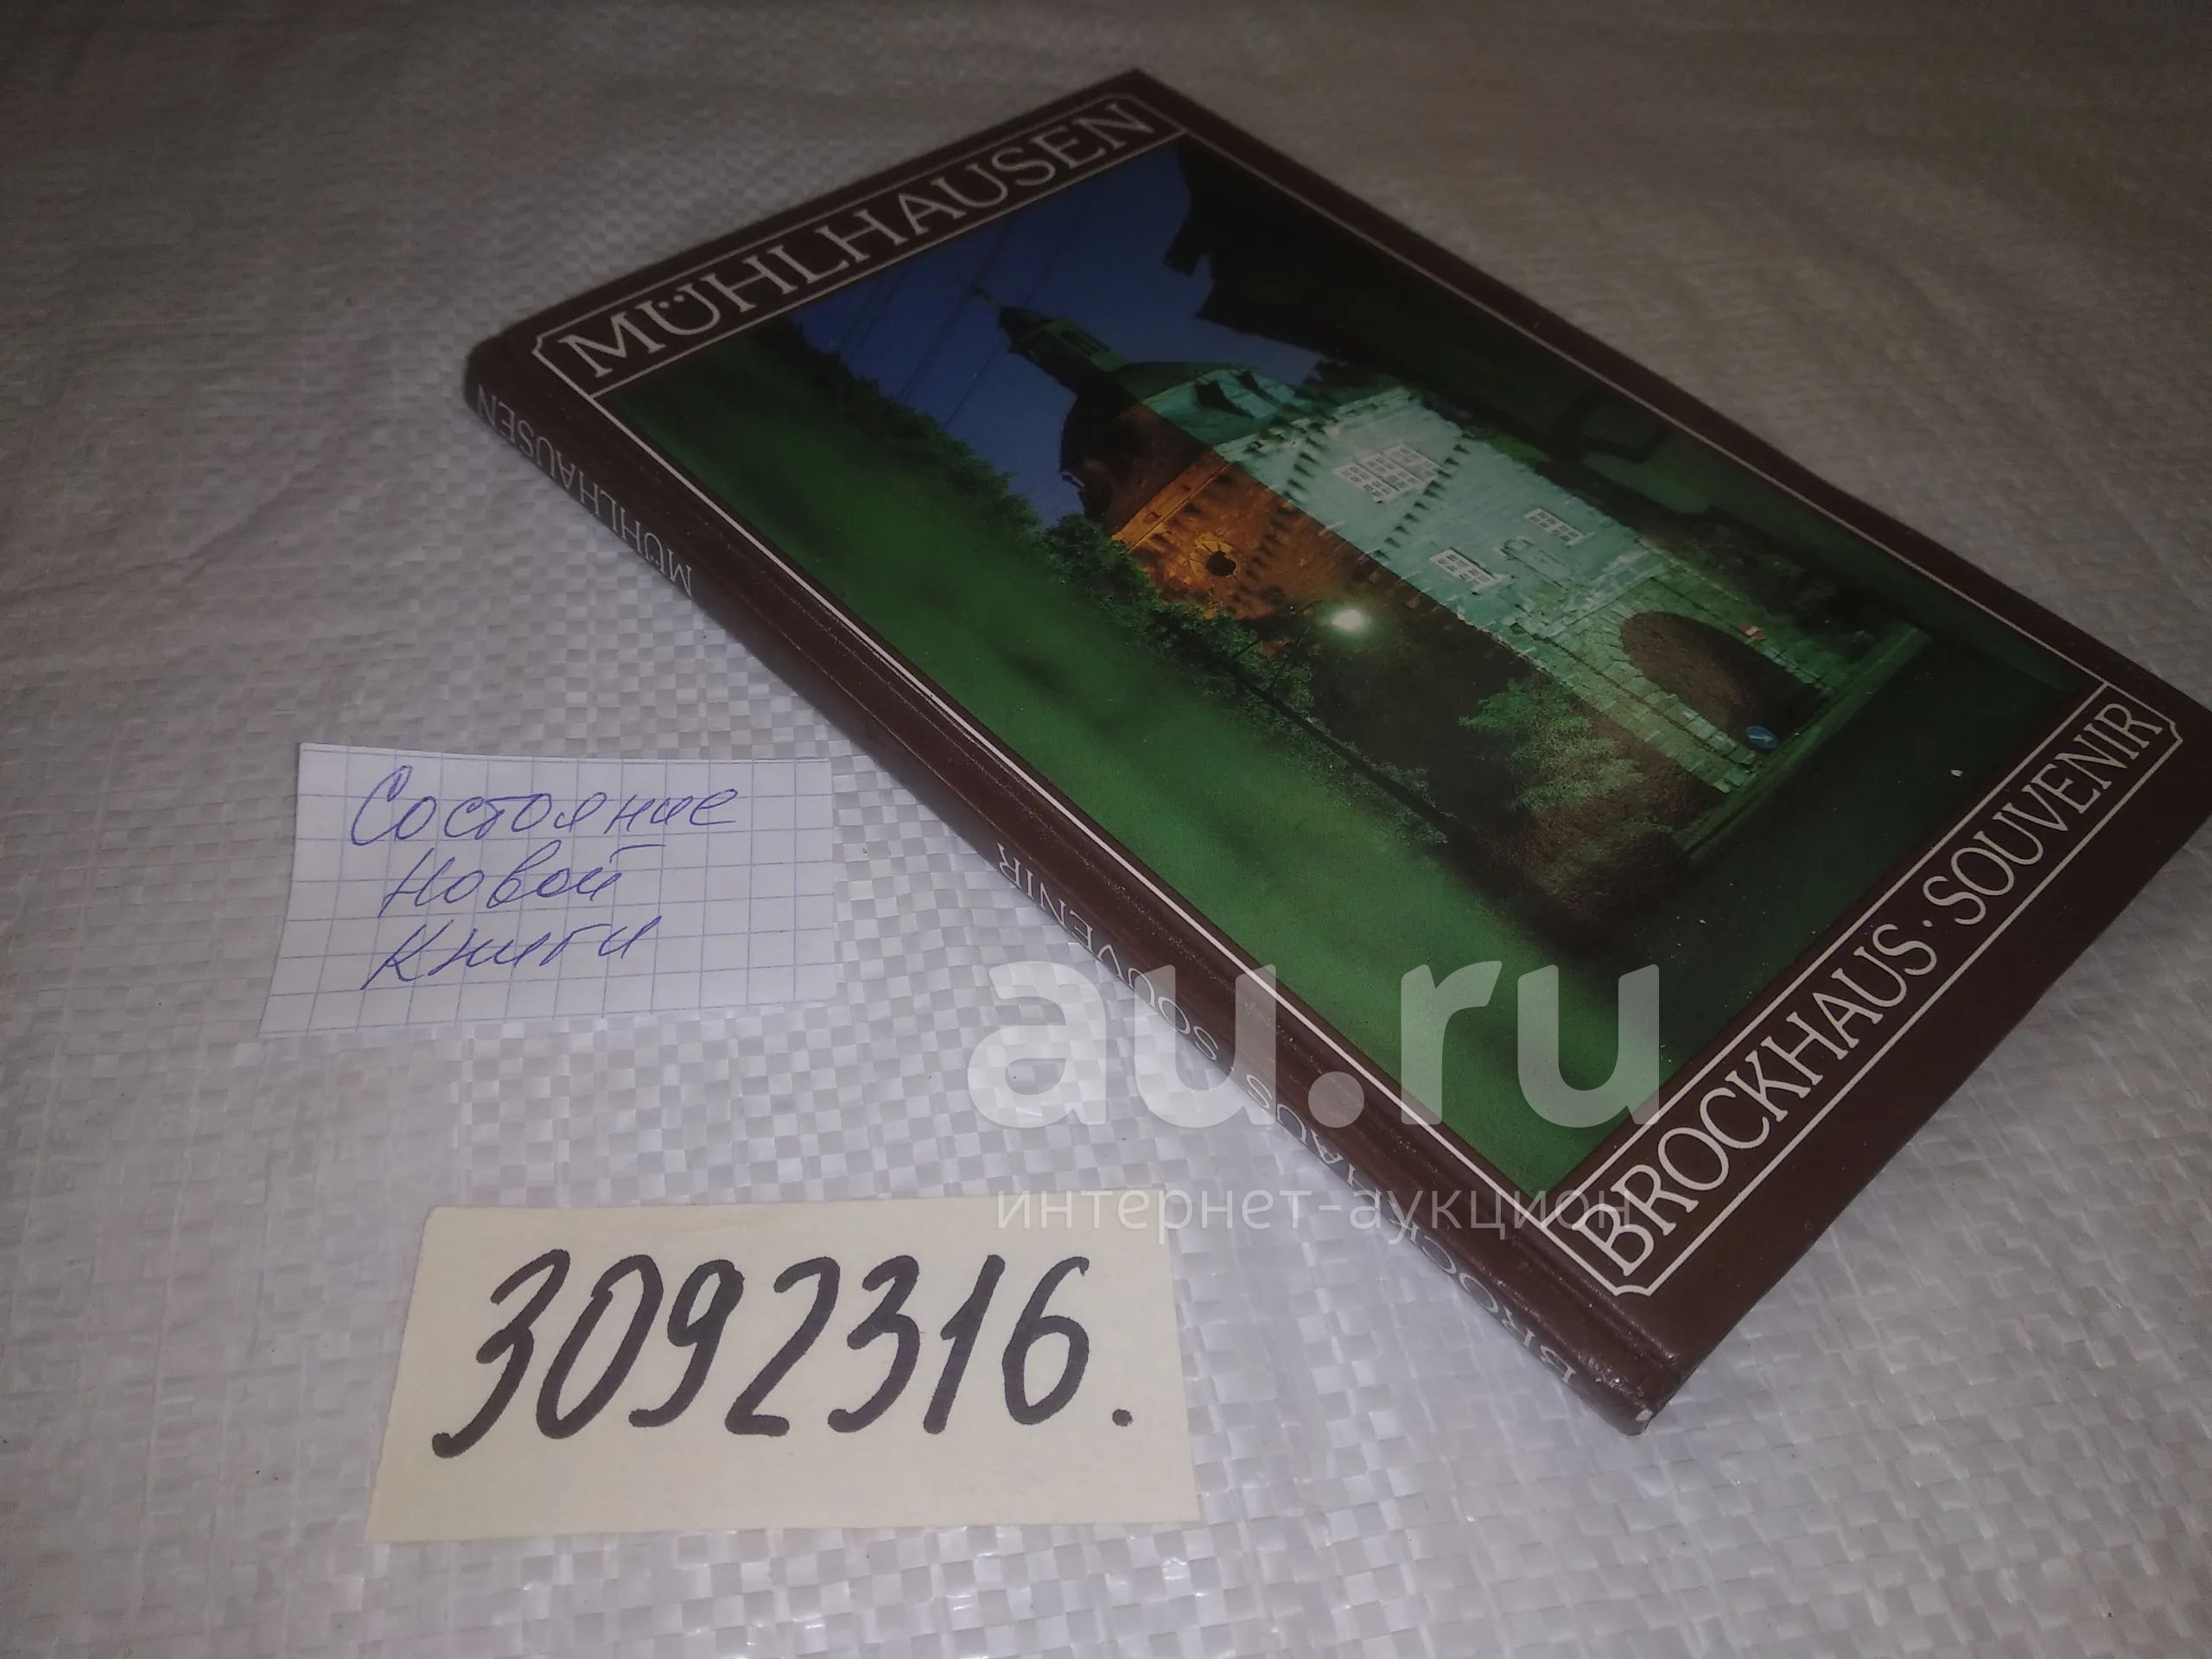 MÜHLHAUSEN
MÜHLHAUSEN
SOUVENIR
BROCKHAUS
BROCKHAUS · SOUVENIR
Состояние
Новой
Книги
au.ru
интернет-аукцион
3092316.